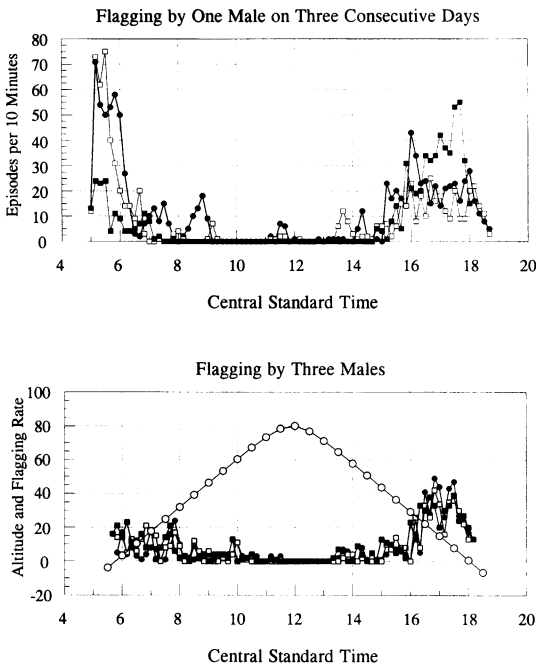 Flagging by One Male on Three Consecutive Days
80
70
60
50
40
30
20
10
0
Episodes per 10 Minutes
4 6 8 10 12 14 16 18 20
Central Standard Time
Flagging by Three Males
100
80
60
40
20
0
-20
Altitude and Flagging Rate
4 6 8 10 12 14 16 18 20
Central Standard Time